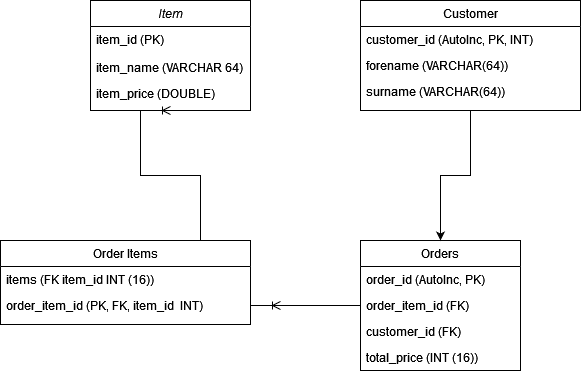 Item
item_id (PK)
item_name (VARCHAR 64)
item_price (DOUBLE)
Customer
customer_id (AutoInc, PK, INT)
forename (VARCHAR(64))
surname (VARCHAR(64))
Order Items
items (FK item_id INT (16))
order_item_id (PK, FK, item_id  INT)
Orders
order_id (AutoInc, PK)
order_item_id (FK)
customer_id (FK)
total_price (INT (16))